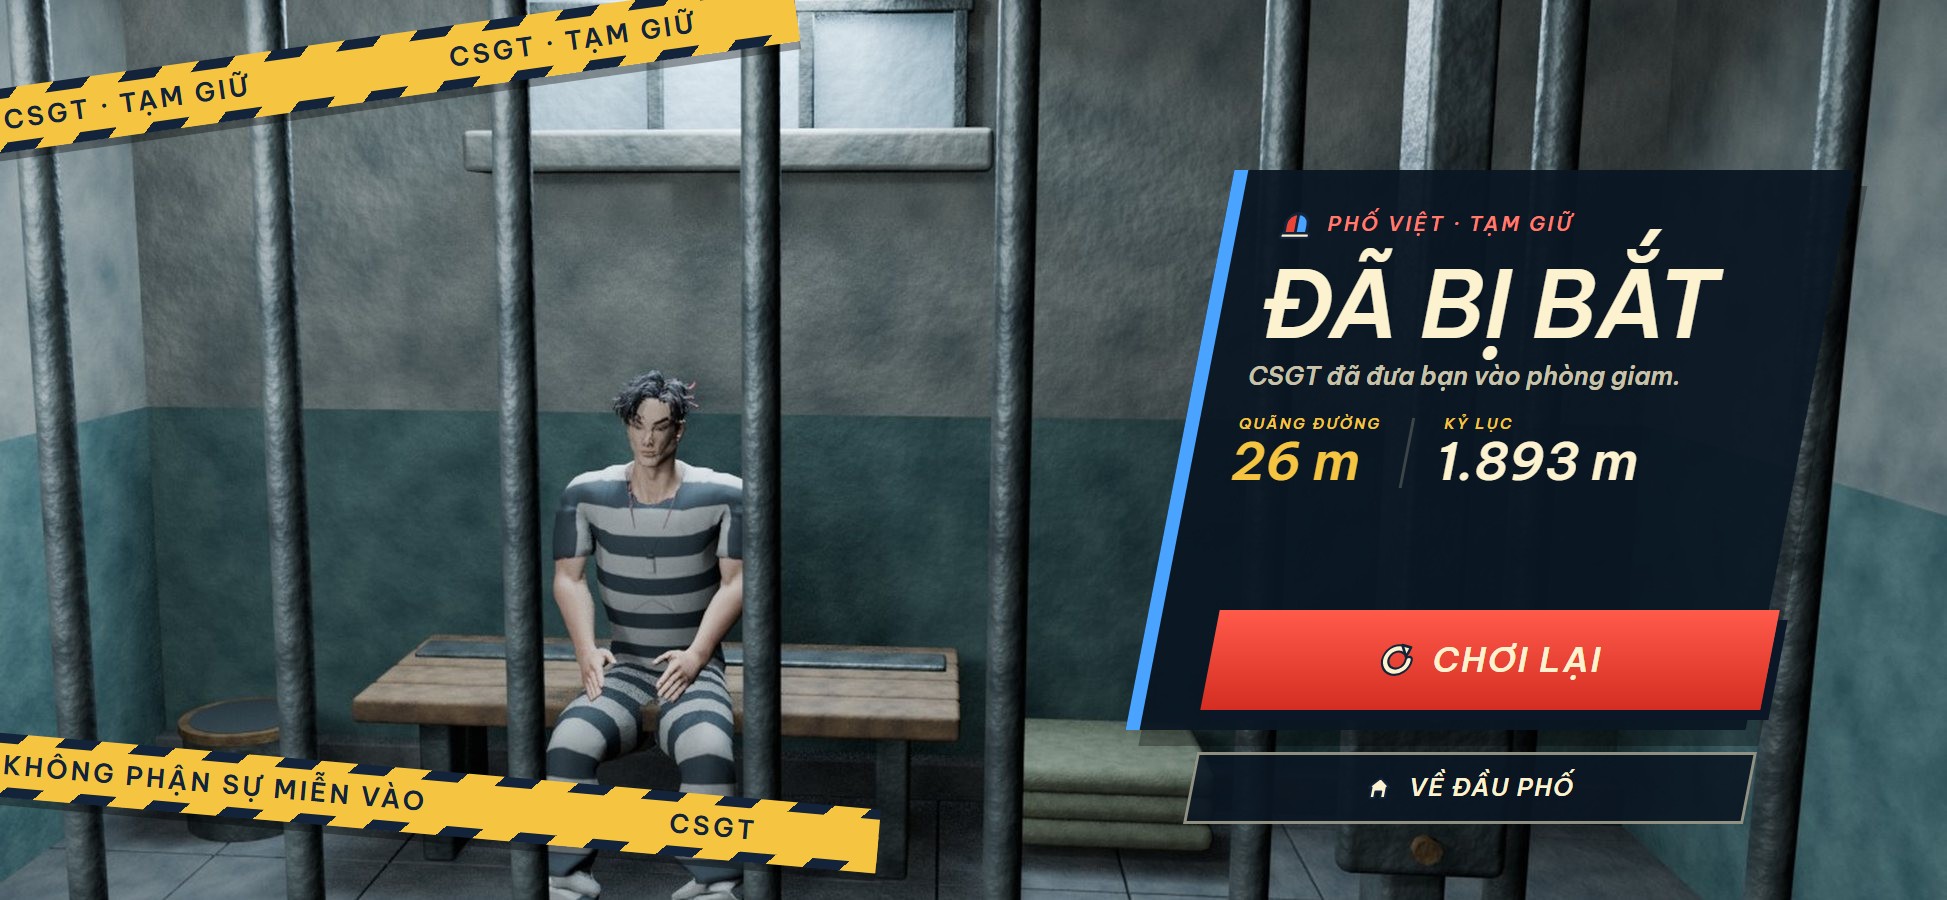 CSGT · TẠM GIỮ
CSGT · TẠM GIỮ
PHỐ VIỆT · TẠM GIỮ
ĐÃ BỊ BẮT
CSGT đã đưa bạn vào phòng giam.
QUÃNG ĐƯỜNG
26 m
KỶ LỤC
1.893 m
CHƠI LẠI
VỀ ĐẦU PHỐ
KHÔNG PHẬN SỰ MIỄN VÀO
CSGT